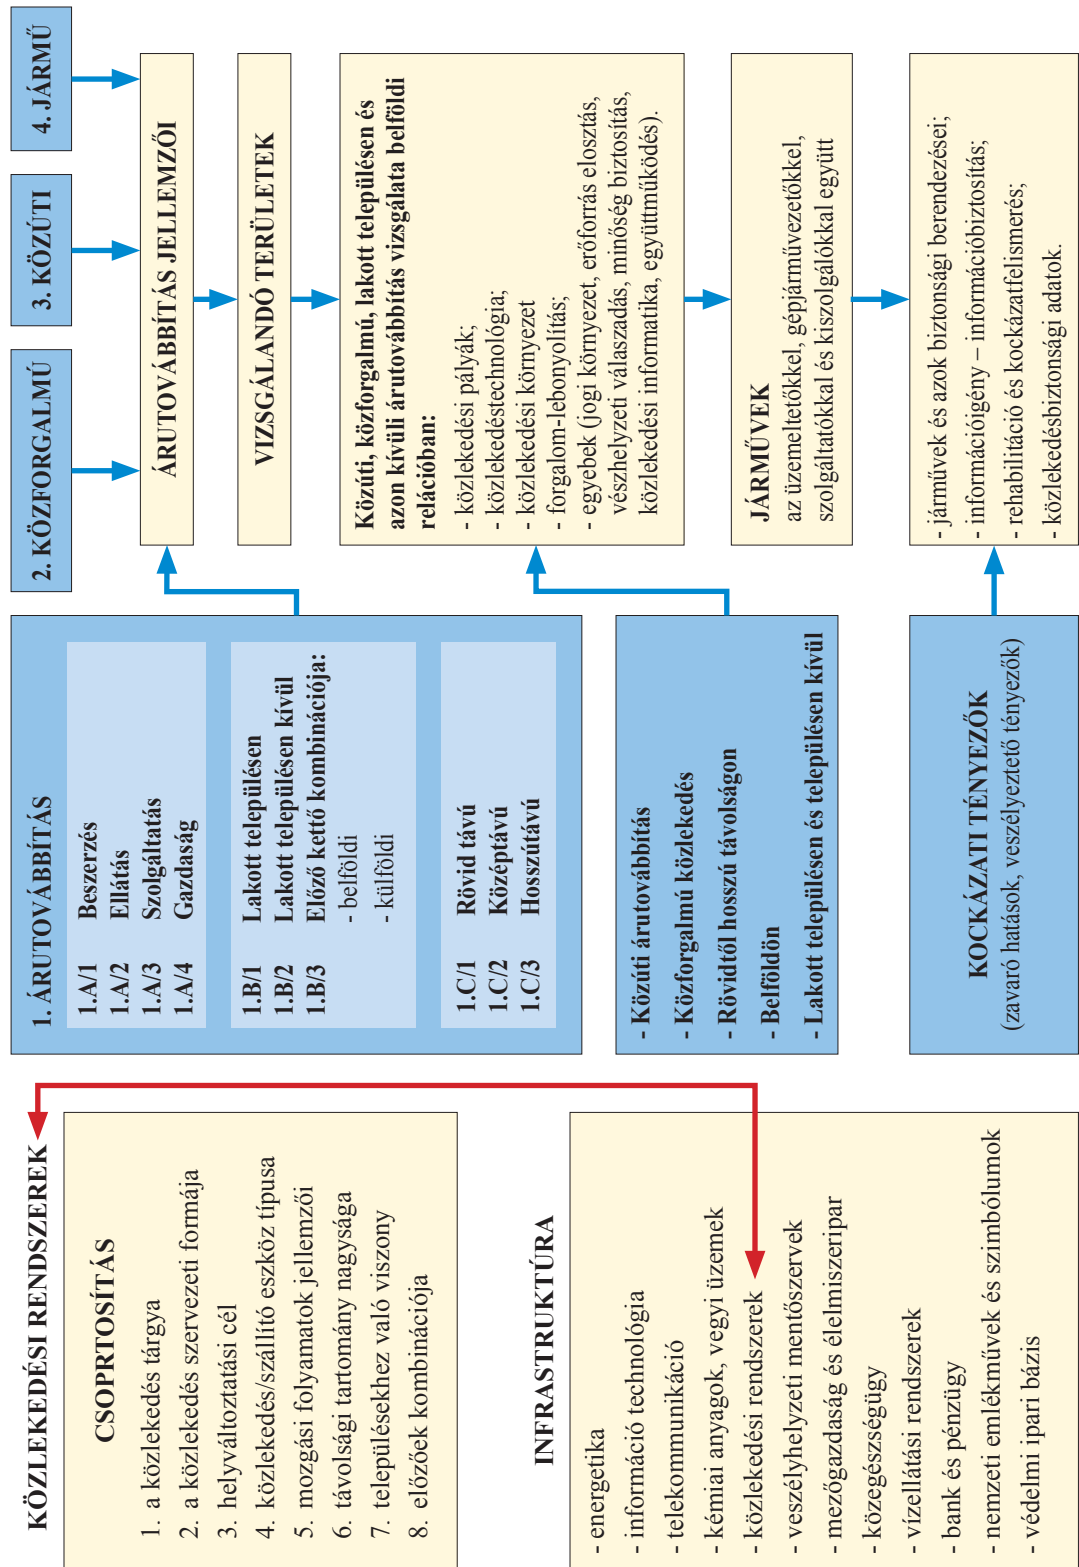 KÖZLEKEDÉSI RENDSZEREK
CSOPRTOSÍTÁS
1. a közlekedés tárgya
2. a közlekedés szervezeti formája
3. helyváltoztatási cél
4. közlekedés/szállító eszköz típusa
5. mozgási folyamatok jellemzői
6. távolsági tartomány nagysága
7. településekhez való viszony
8. előzőek kombinációja
INFRASTRUKTÚRA
- energetika
- információ technológia
- telekommunikáció
- kémiai anyagok, vegyi üzemek
- közlekedési rendszerek
- veszélyhelyzeti mentőszervek
- mezőgazdaság és élelmiszeripar
- közegészségügy
- vízellátási rendszerek
- bank és pénzügy
- nemzeti emlékművek és szimbólumok
- védelmi ipari bázis
1. ÁRUTOVÁBBÍTÁS
1.A/1 Beszerzés
1.A/2 Ellátás
1.A/3 Szolgáltatás
1.A/4 Gazdaság
1.B/1 Lakott településen
1.B/2 Lakott településen kívül
1.B/3 Előző kettő kombinációja:
- belföldi
- külföldi
1.C/1 Rövid távú
1.C/2 Középtávú
1.C/3 Hosszútávú
- Közúti árutovábbítás
- Közforgalmú közlekedés
- Rövidtől hosszú távolságon
- Belföldön
- Lakott településen és településen kívül
KOCKÁZATI TÉNYEZŐK
(zavaró hatások, veszélyeztető tényezők)
2. KÖZFORGALMÚ
3. KÖZÚTI
4. JÁRMŰ
ÁRUTOVÁBBÍTÁS JELLEMZŐI
VIZSGÁLANDÓ TERÜLETEK
Közúti, közforgalmú, lakott településen és
azon kívüli árutovábbítás vizsgálata belföldi
relációban:
- közlekedési pályák;
- közlekedéstechnológia;
- közlekedési környezet
- forgalom-lebonyolítás;
- egyebek (jogi környezet, erőforrás elosztás,
vészhelyzeti válaszadás, minőség biztosítás,
közlekedési informatika, együttműködés).
JÁRMŰVEK
az üzemeltetőkkel, gépjárművezetőkkel,
szolgáltatókkal és kiszolgálókkal együtt
- járművek és azok biztonsági berendezései;
- információigény – információbiztosítás;
- rehabilitáció és kockázatfelismerés;
- közlekedésbiztonsági adatok.